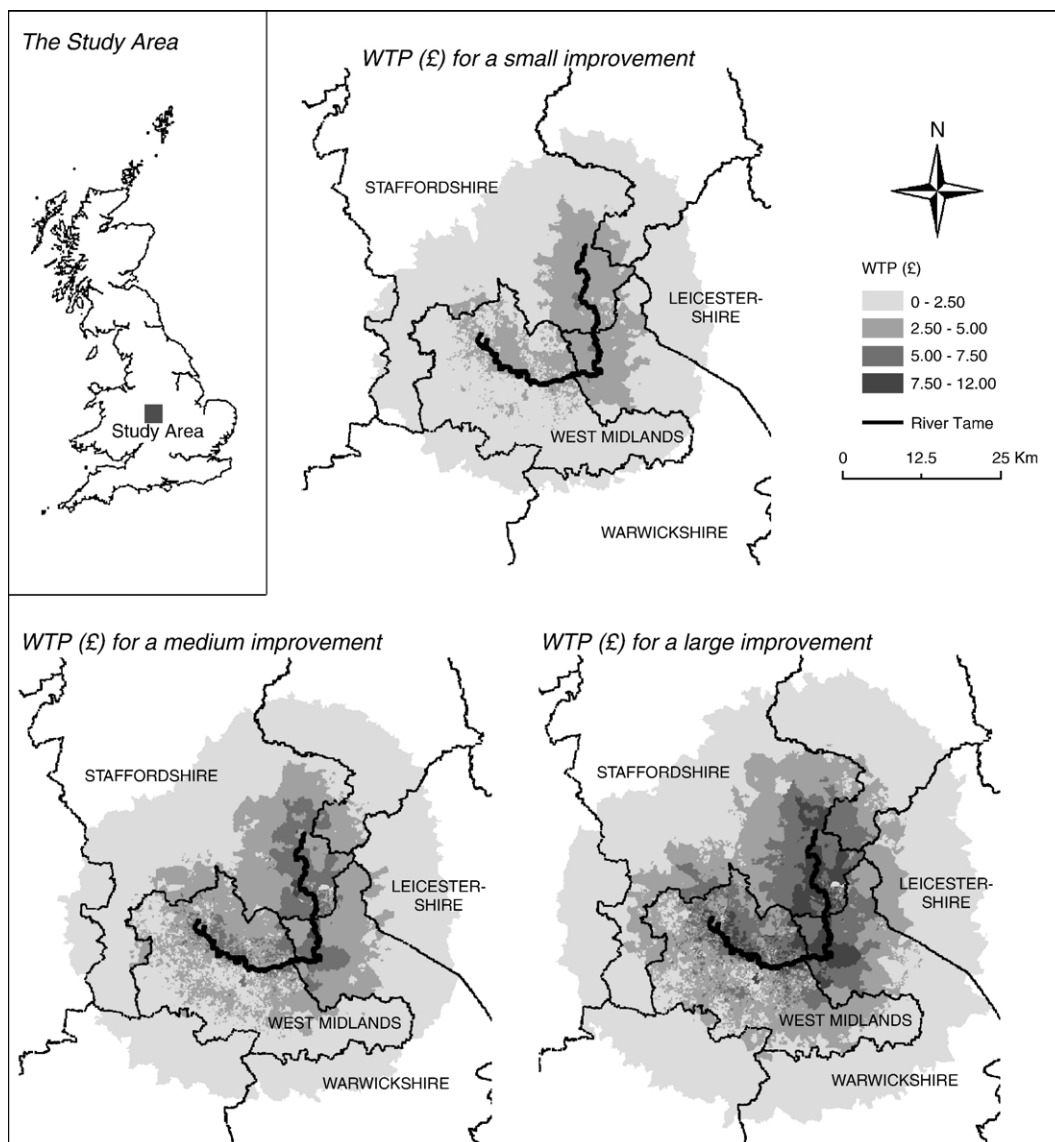 The Study Area
Study Area
WTP (£) for a small improvement
STAFFORDSHIRE
LEICESTER-
SHIRE
WEST MIDLANDS
WARWICKSHIRE
N
WTP (£)
0 - 2.50
2.50 - 5.00
5.00 - 7.50
7.50 - 12.00
River Tame
0 12.5 25 Km
WTP (£) for a medium improvement
STAFFORDSHIRE
LEICESTER-
SHIRE
WEST MIDLANDS
WARWICKSHIRE
WTP (£) for a large improvement
STAFFORDSHIRE
LEICESTER-
SHIRE
WEST MIDLANDS
WARWICKSHIRE